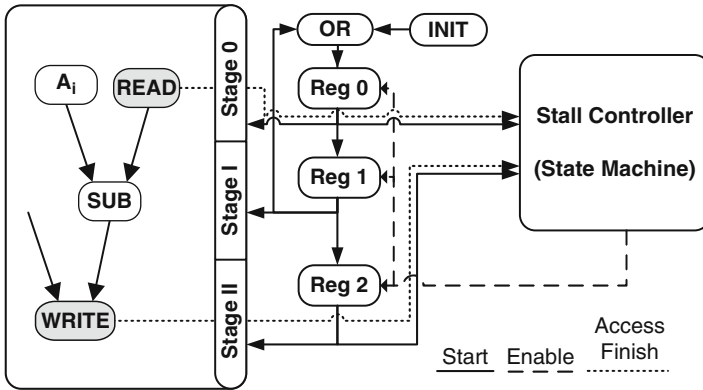 OR
INIT
Stage 0
Reg 0
A_i
READ
Stall Controller
(State Machine)
Stage I
Reg 1
SUB
Stage II
Reg 2
WRITE
Start
Enable
Access
Finish